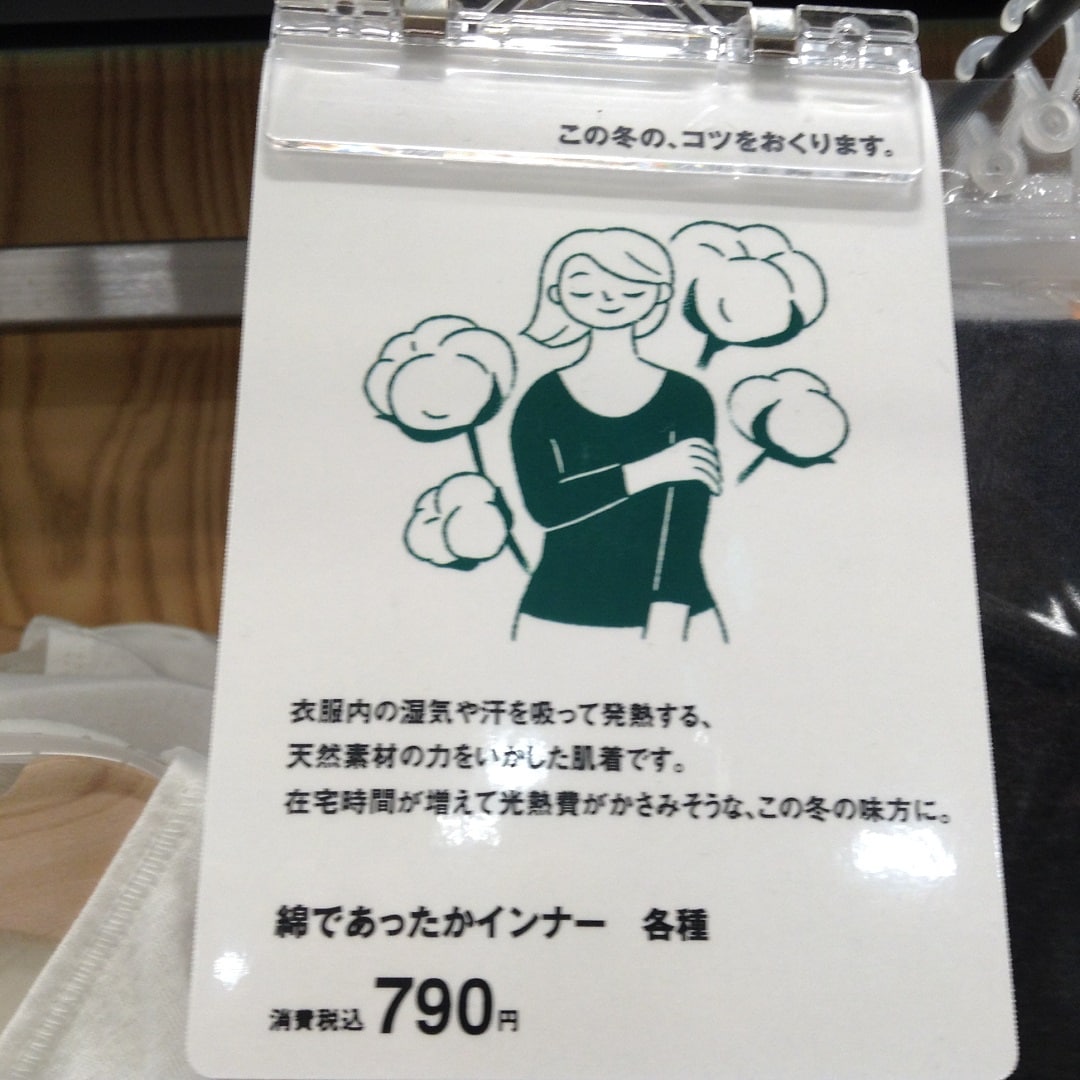 この冬の、コツをおくります。
衣服内の湿気や汗を吸って発熱する、
天然素材の力をいかした肌着です。
在宅時間が増えて光熱費がかさみそうな、この冬の味方に。
綿であったかインナー　各種
消費税込790円